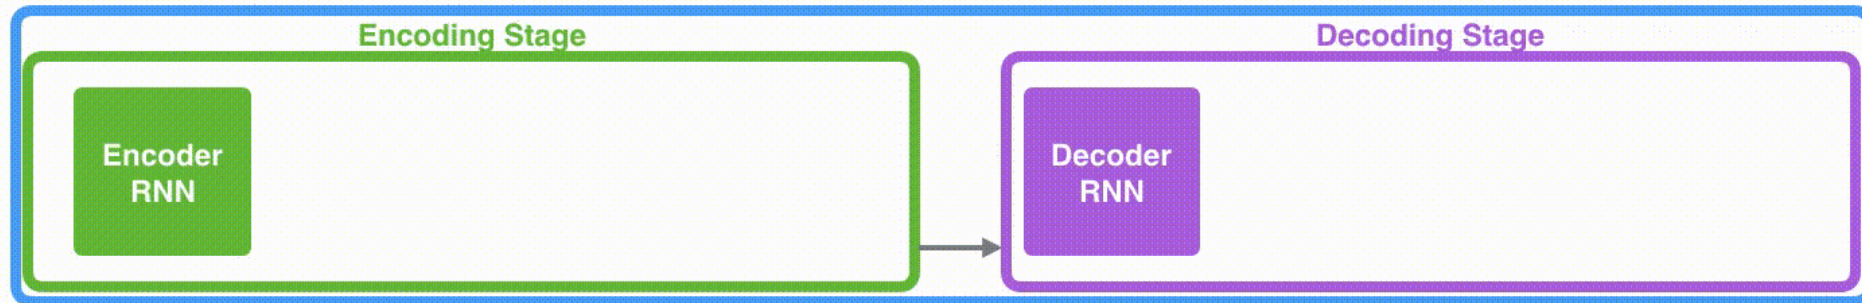 Encoding Stage
Decoding Stage
Encoder
RNN
Decoder
RNN